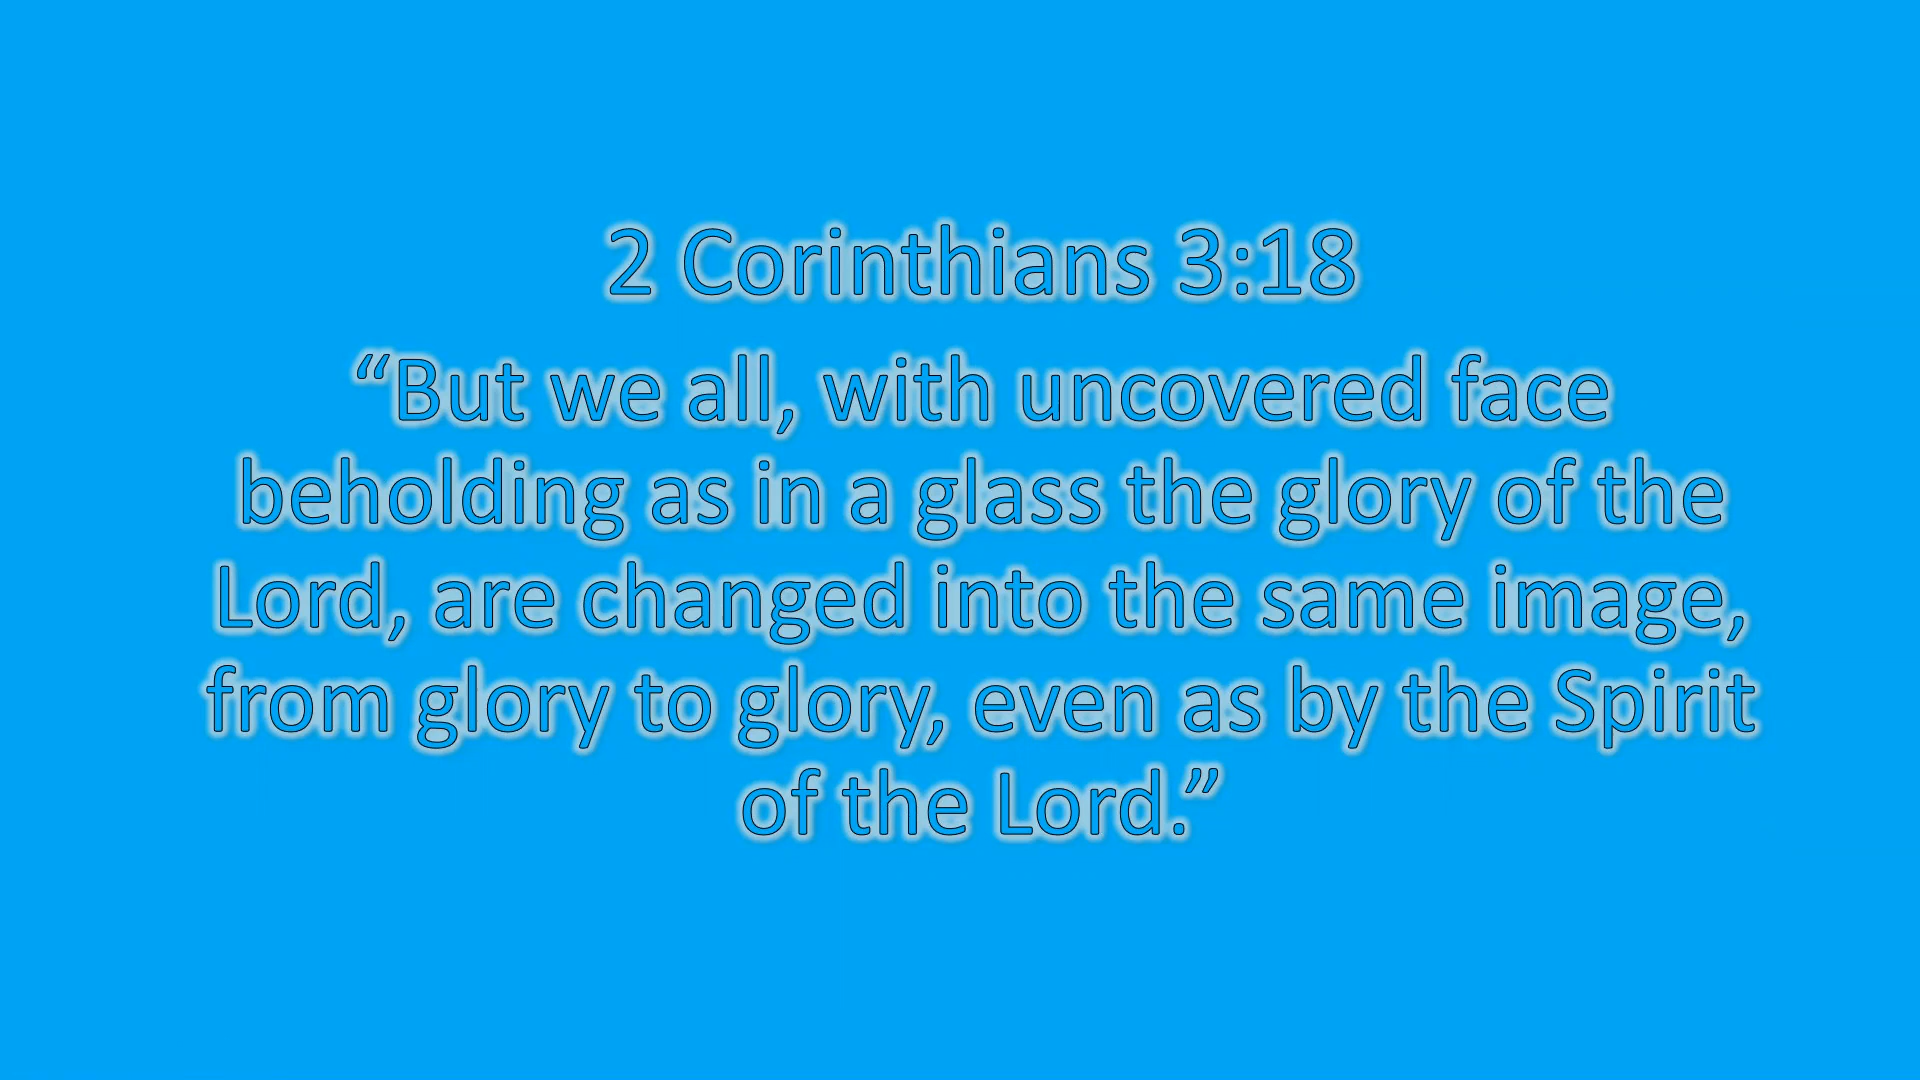 2 Corinthians 3:18
“But we all, with uncovered face
beholding as in a glass the glory of the
Lord, are changed into the same image,
from glory to glory, even as by the Spirit
of the Lord.”